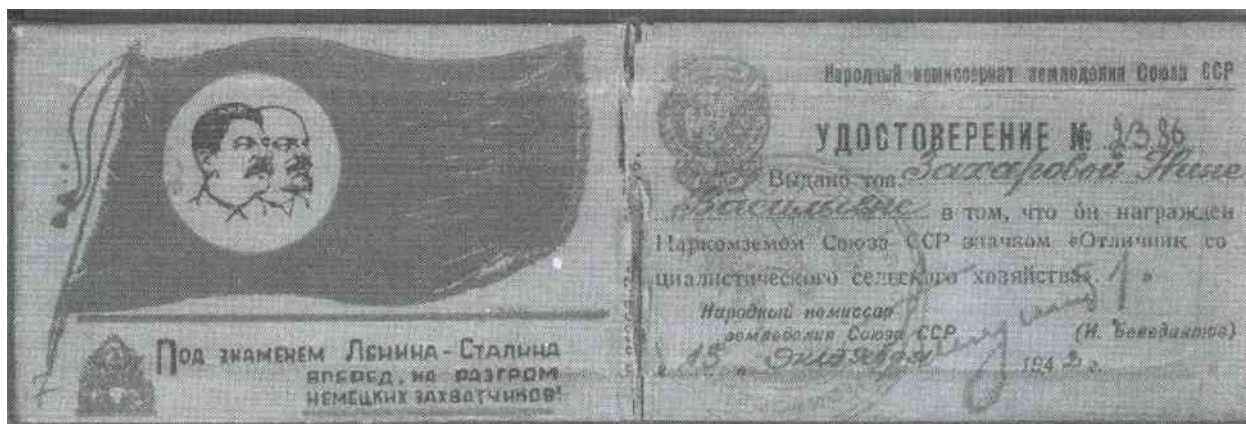 Под знаменем Ленина-Сталина
вперед, на разгром
немецких захватчиков!
Народный комиссариат земледелия Союза ССР
УДОСТОВЕРЕНИЕ №
Выдано тов. Захаровой Нине
Васильевне в том, что он награжден
Наркомземом Союза ССР значком «Отличник со
циалистического сельского хозяйства».
Народный комиссар
земледелия Союза ССР (И. Бенедиктов)
15 января 1942 г.